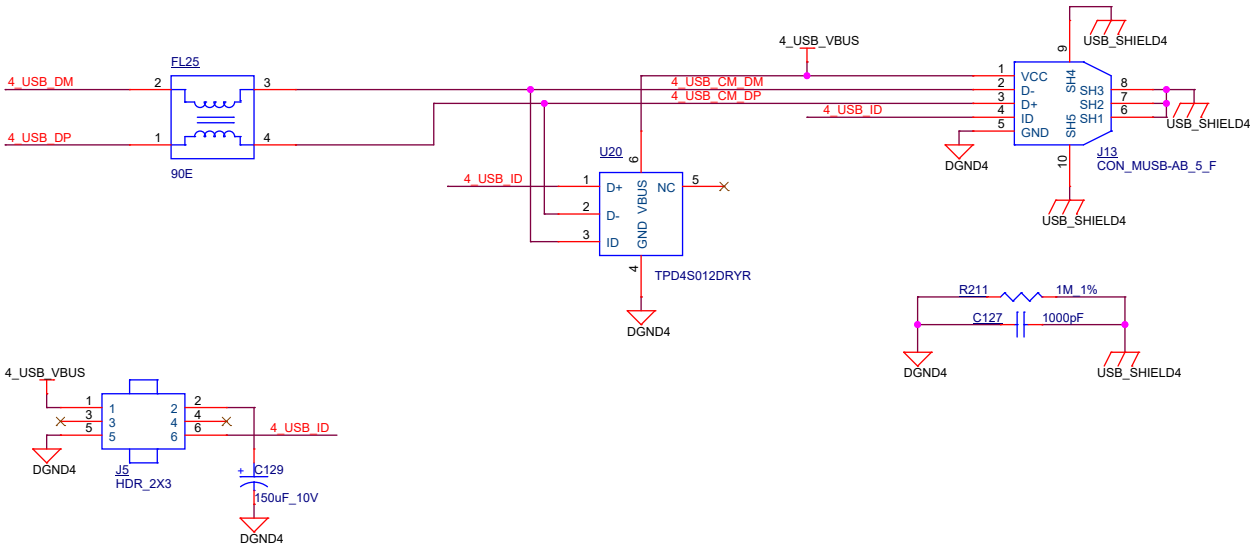 4_USB_VBUS
9
USB_SHIELD4
FL25
4_USB_DM 2 3
4_USB_CM_DM
4_USB_CM_DP
4_USB_ID
1 VCC
2 D-
3 D+
4 ID
5 GND
SH4
SH5
SH3 8
SH2 7
SH1 6
USB_SHIELD4
4_USB_DP 1 4
90E
DGND4
10
J13
CON_MUSB-AB_5_F
USB_SHIELD4
U20
6
4_USB_ID 1 D+
2 D-
3 ID
VBUS
GND
NC 5
4
TPD4S012DRYR
DGND4
R211 1M_1%
C127 1000pF
DGND4
USB_SHIELD4
4_USB_VBUS
1 1 2 2
3 3 4 4
5 5 6 6 4_USB_ID
DGND4
J5
HDR_2X3
+ C129
150uF_10V
DGND4